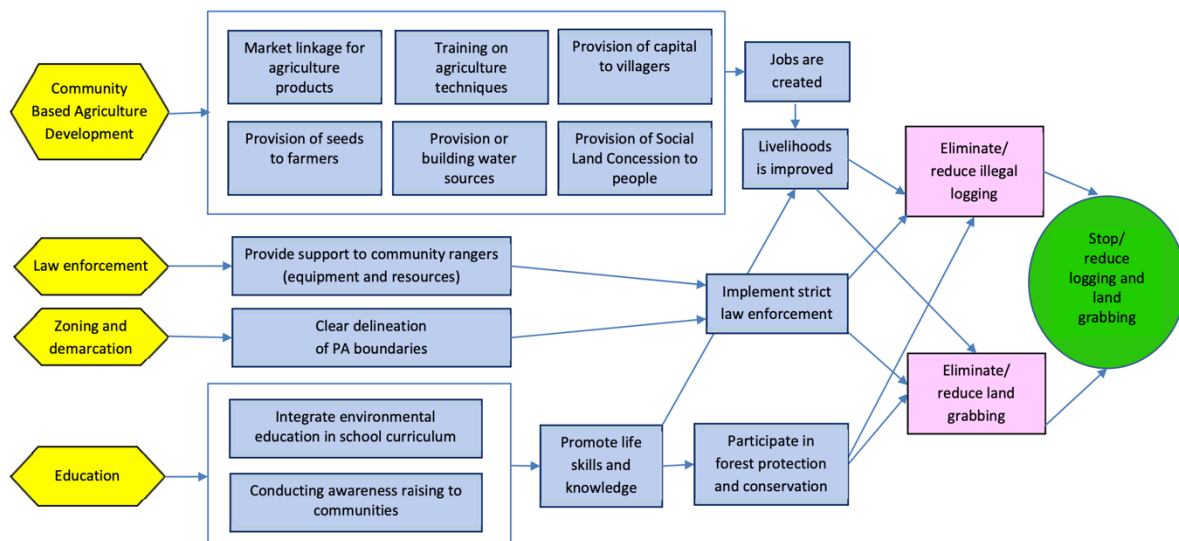 Community
Based Agriculture
Development
Market linkage for
agriculture
products
Training on
agriculture
techniques
Provision of capital
to villagers
Provision of seeds
to farmers
Provision or
building water
sources
Provision of Social
Land Concession to
people
Jobs are
created
Livelihoods
is improved
Eliminate/
reduce illegal
logging
Stop/
reduce
logging and
land
grabbing
Law enforcement
Provide support to community rangers
(equipment and resources)
Implement strict
law enforcement
Zoning and
demarcation
Clear delineation
of PA boundaries
Eliminate/
reduce land
grabbing
Education
Integrate environmental
education in school curriculum
Conducting awareness raising to
communities
Promote life
skills and
knowledge
Participate in
forest protection
and conservation